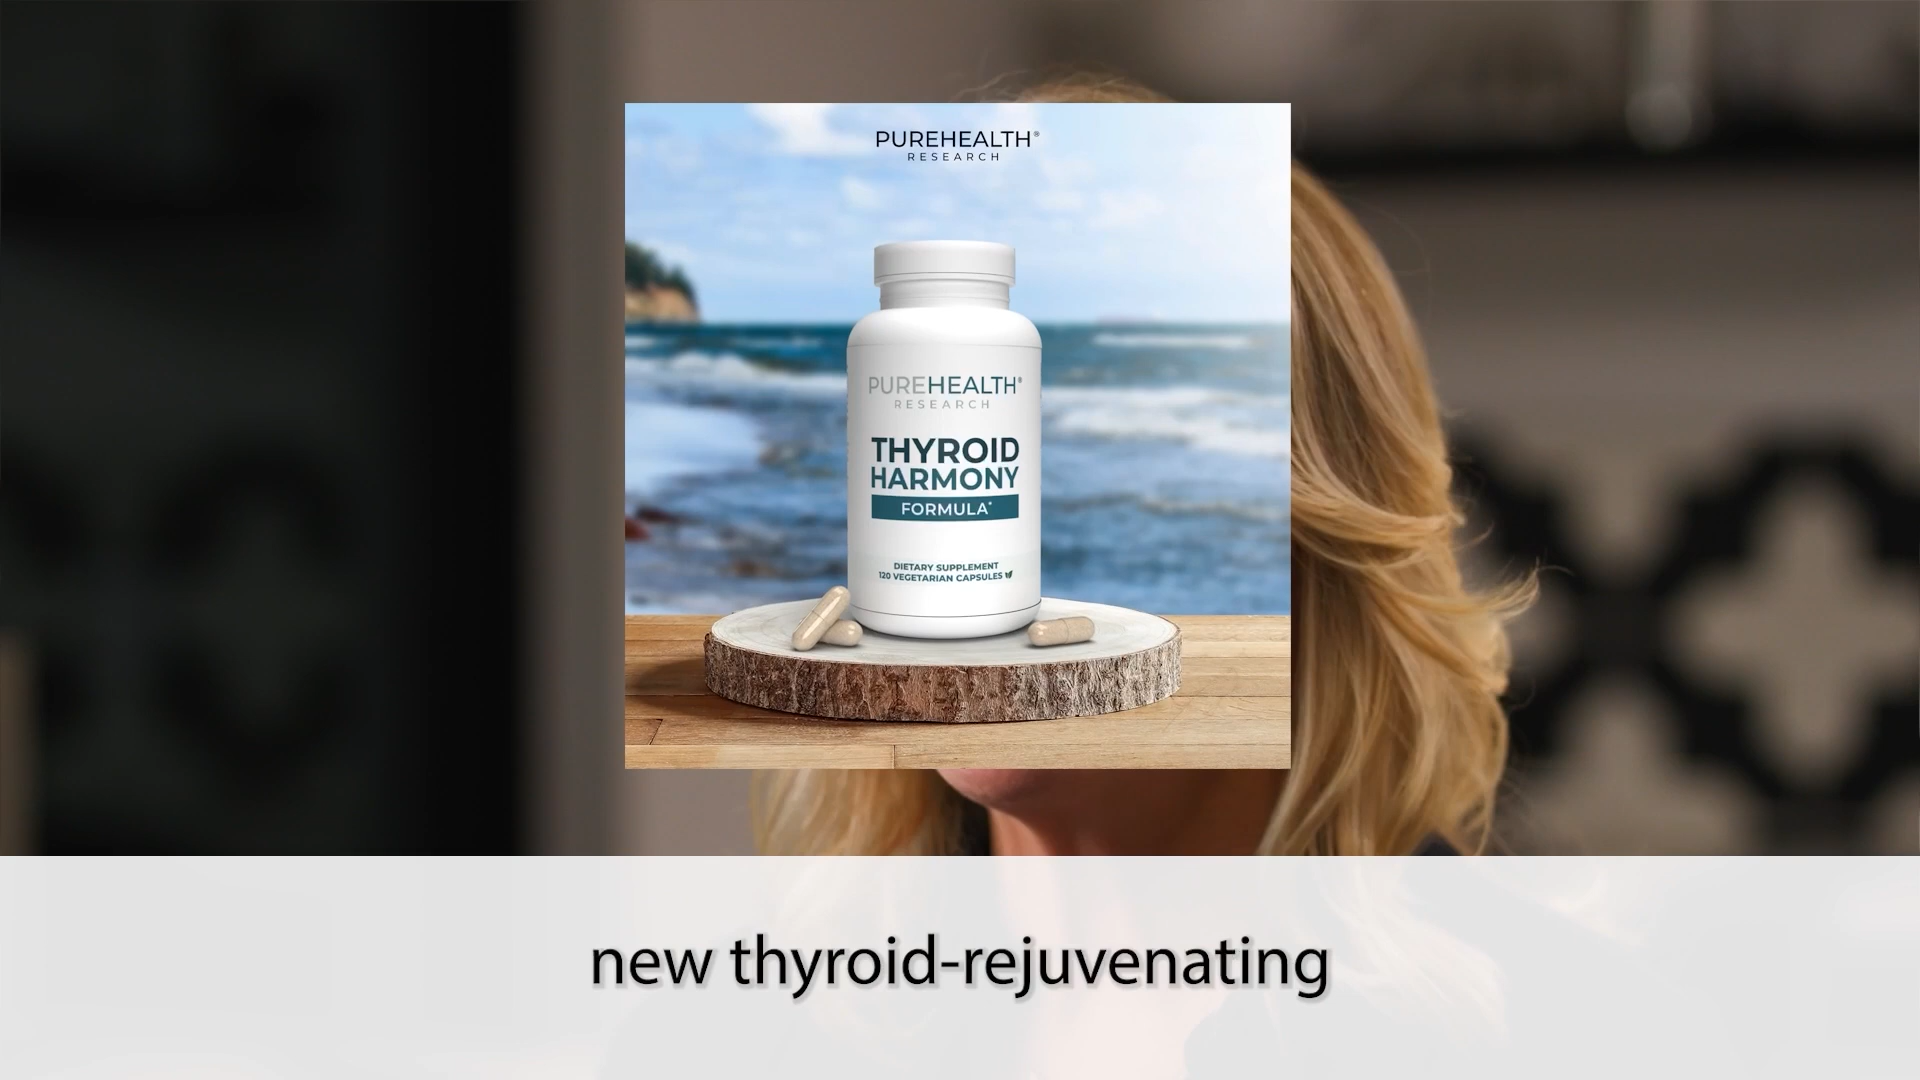 PUREHEALTH®
RESEARCH
PUREHEALTH®
RESEARCH
THYROID
HARMONY
FORMULA*
DIETARY SUPPLEMENT
120 VEGETARIAN CAPSULES
new thyroid-rejuvenating